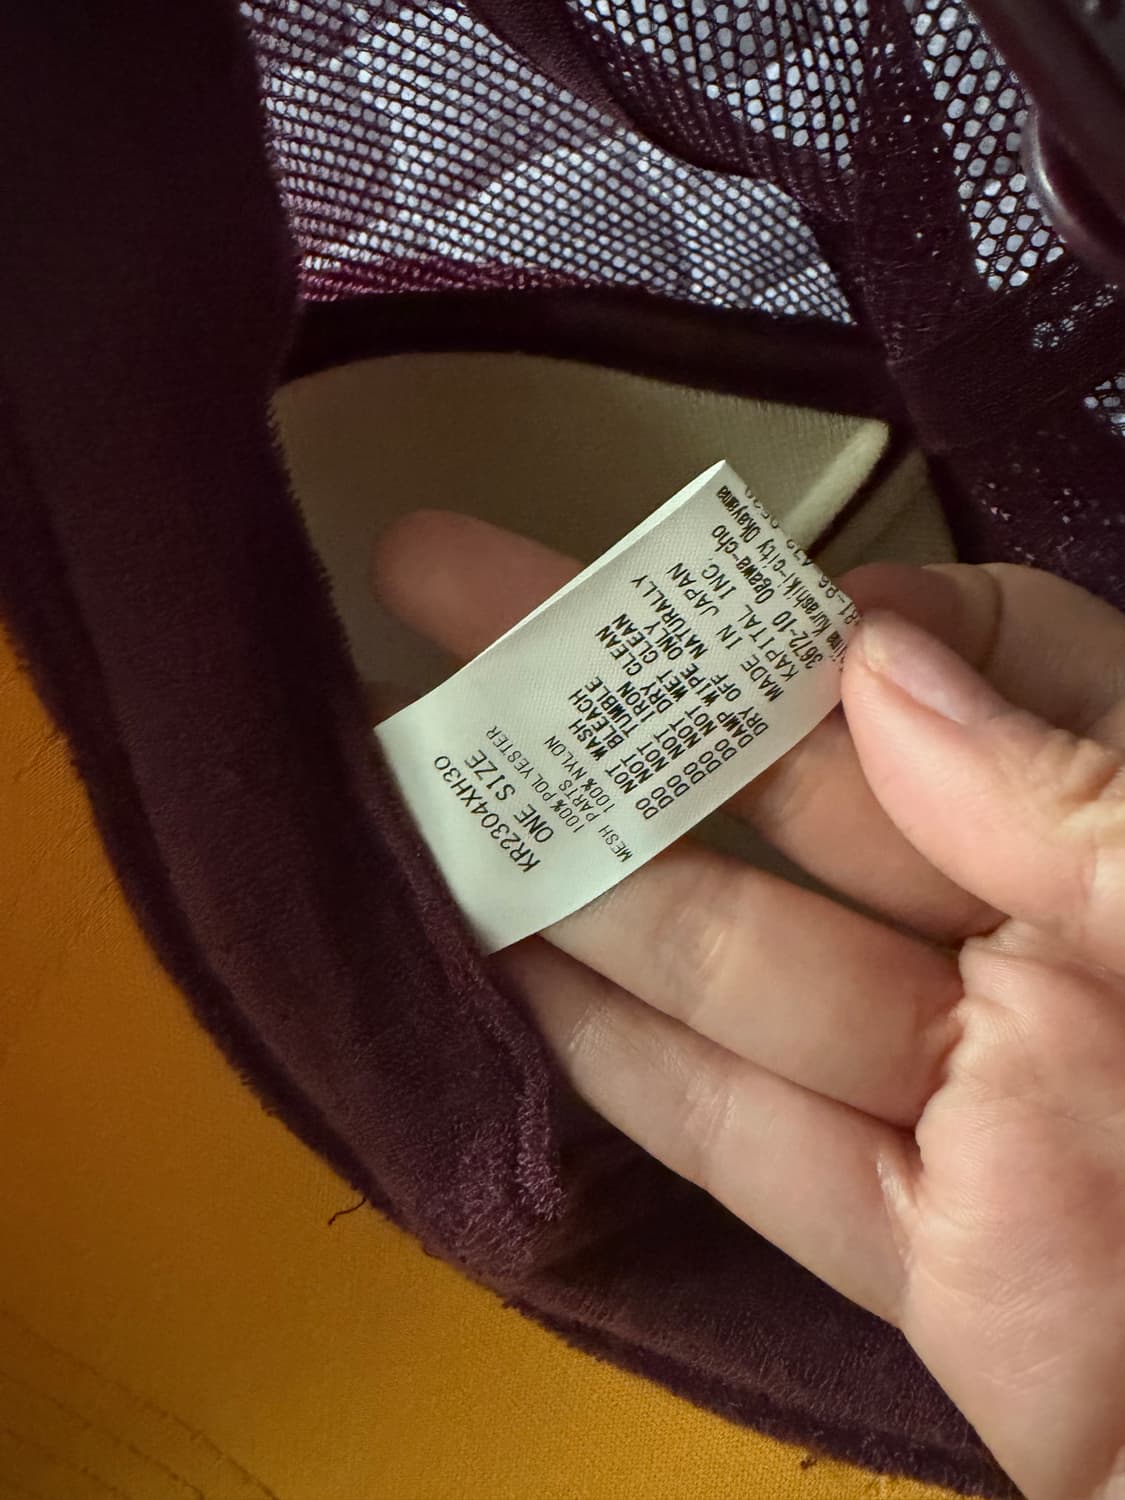 KR2304XH30
ONE SIZE
100% POLYESTER
MESH PARTS
100% NYLON
DO NOT WASH
DO NOT BLEACH
DO NOT TUMBLE
DO NOT IRON
DO NOT DRY CLEAN
DO NOT WET CLEAN
DAMP WIPE ONLY
DRY OFF NATURALLY
MADE IN JAPAN
KAPITAL INC.
3672-10 Ogawa-cho
Kurashiki-city Okayama